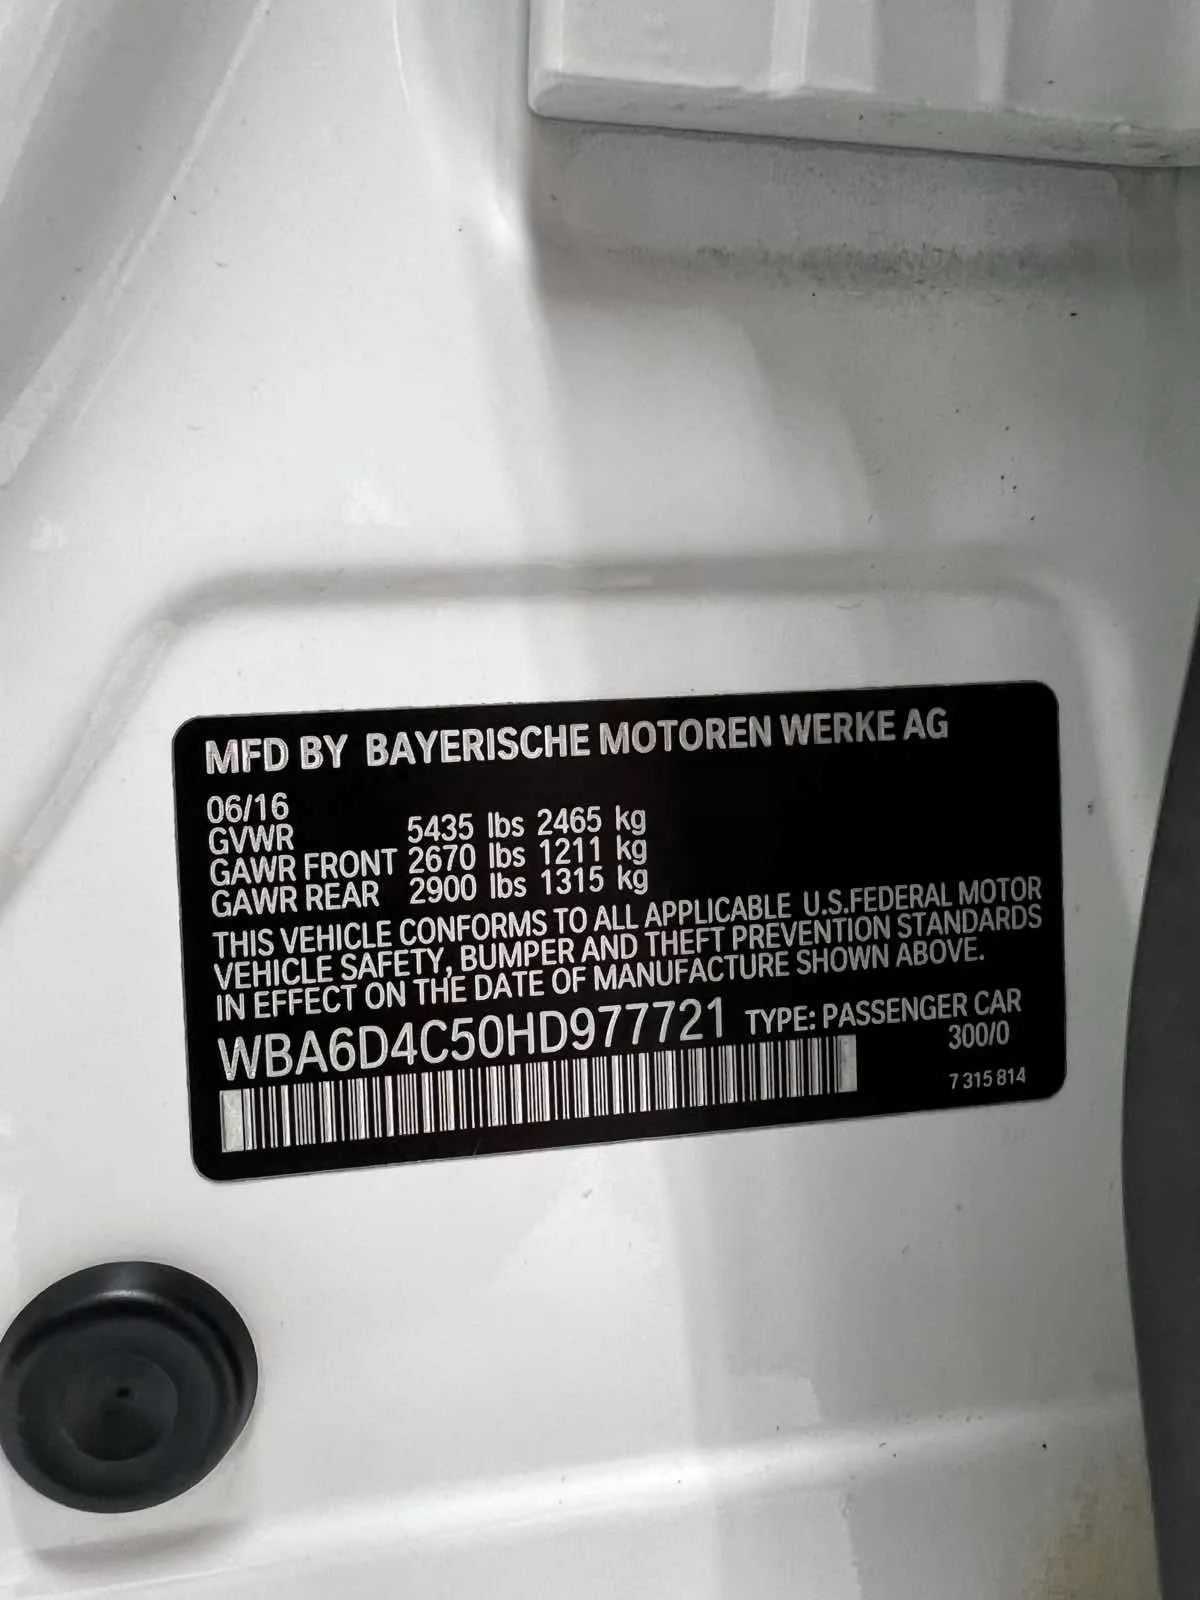 MFD BY BAYERISCHE MOTOREN WERKE AG
06/16
GVWR 5435 lbs 2465 kg
GAWR FRONT 2670 lbs 1211 kg
GAWR REAR 2900 lbs 1315 kg
THIS VEHICLE CONFORMS TO ALL APPLICABLE U.S.FEDERAL MOTOR
VEHICLE SAFETY, BUMPER AND THEFT PREVENTION STANDARDS
IN EFFECT ON THE DATE OF MANUFACTURE SHOWN ABOVE.
WBA6D4C50HD977721 TYPE: PASSENGER CAR
300/0
7 315 814